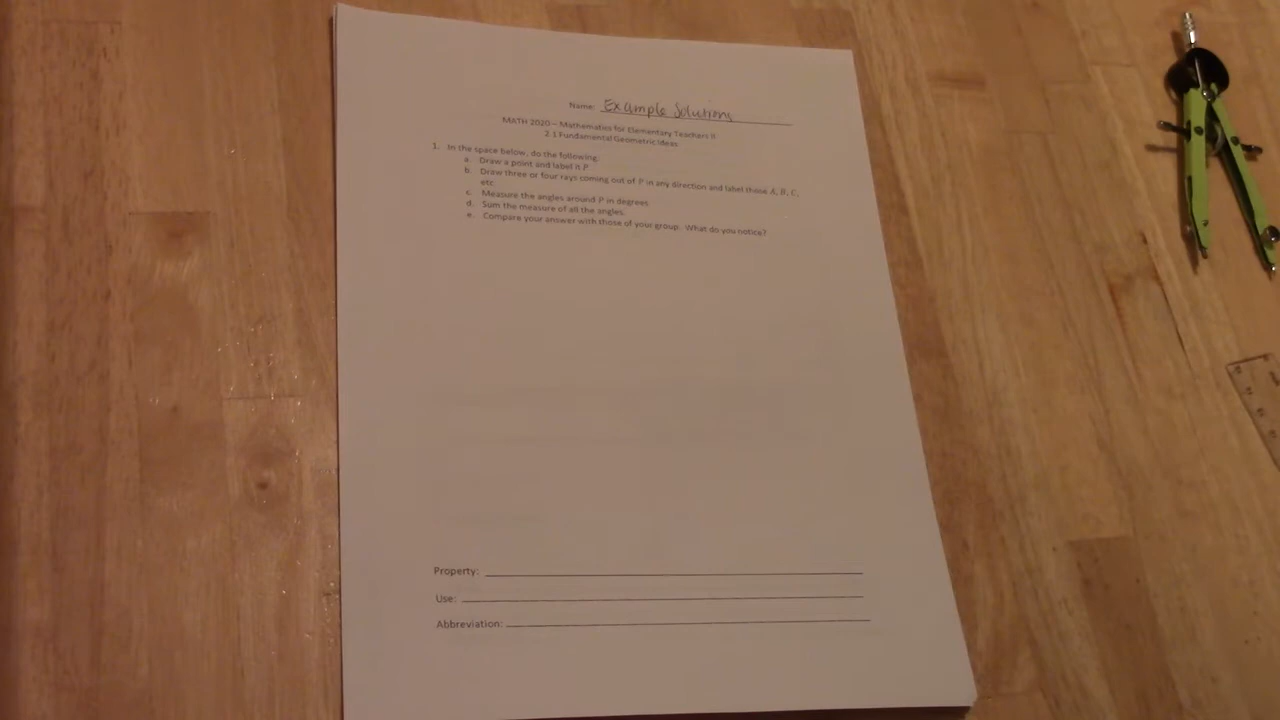 Name: Example Solutions
MATH 2020 – Mathematics for Elementary Teachers II
2.1 Fundamental Geometric Ideas
1. In the space below, do the following:
a. Draw a point and label it P.
b. Draw three or four rays coming out of P in any direction and label those A, B, C,
etc.
c. Measure the angles around P in degrees.
d. Sum the measure of all the angles.
e. Compare your answer with those of your group. What do you notice?
Property:
Use:
Abbreviation: